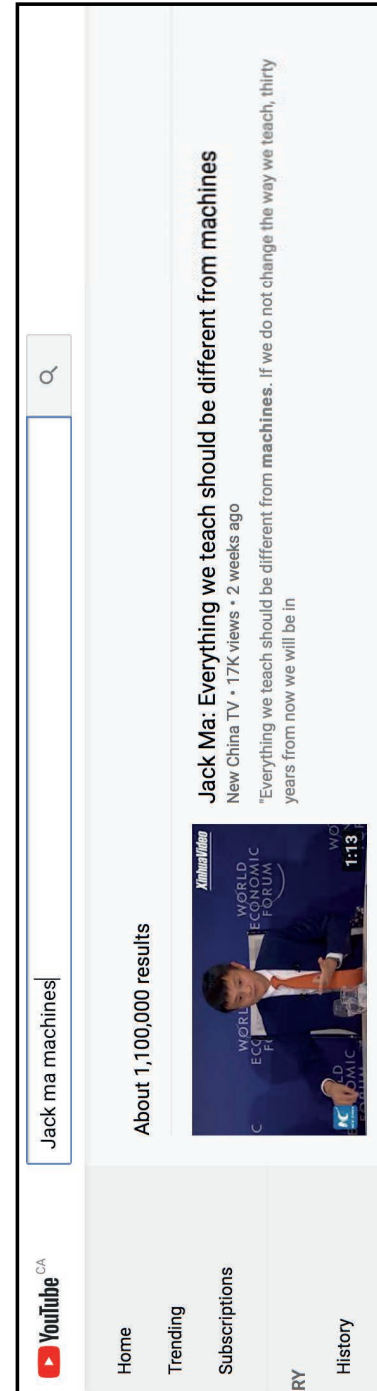 YouTube CA
Jack ma machines
Home
Trending
Subscriptions
RY
History
About 1,100,000 results
XinhuaVideo
WORLD
ECONOMIC
FORUM
1:13
Jack Ma: Everything we teach should be different from machines
New China TV • 17K views • 2 weeks ago
"Everything we teach should be different from machines. If we do not change the way we teach, thirty
years from now we will be in